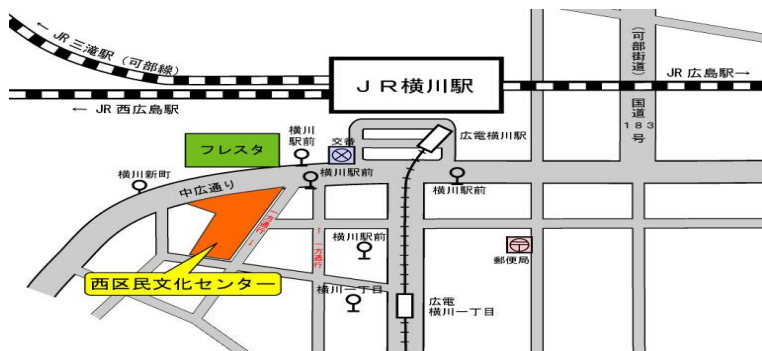 ← JR 三滝駅（可部線）
← JR 西広島駅
ＪＲ横川駅
JR 広島駅→
（可部街道）
国道１８３号
フレスタ
横川
駅前
交番
広電横川駅
横川新町
中広通り
横川駅前
横川駅前
一方通行→
←一方通行
横川駅前
郵便局
西区民文化センター
横川一丁目
広電
横川一丁目